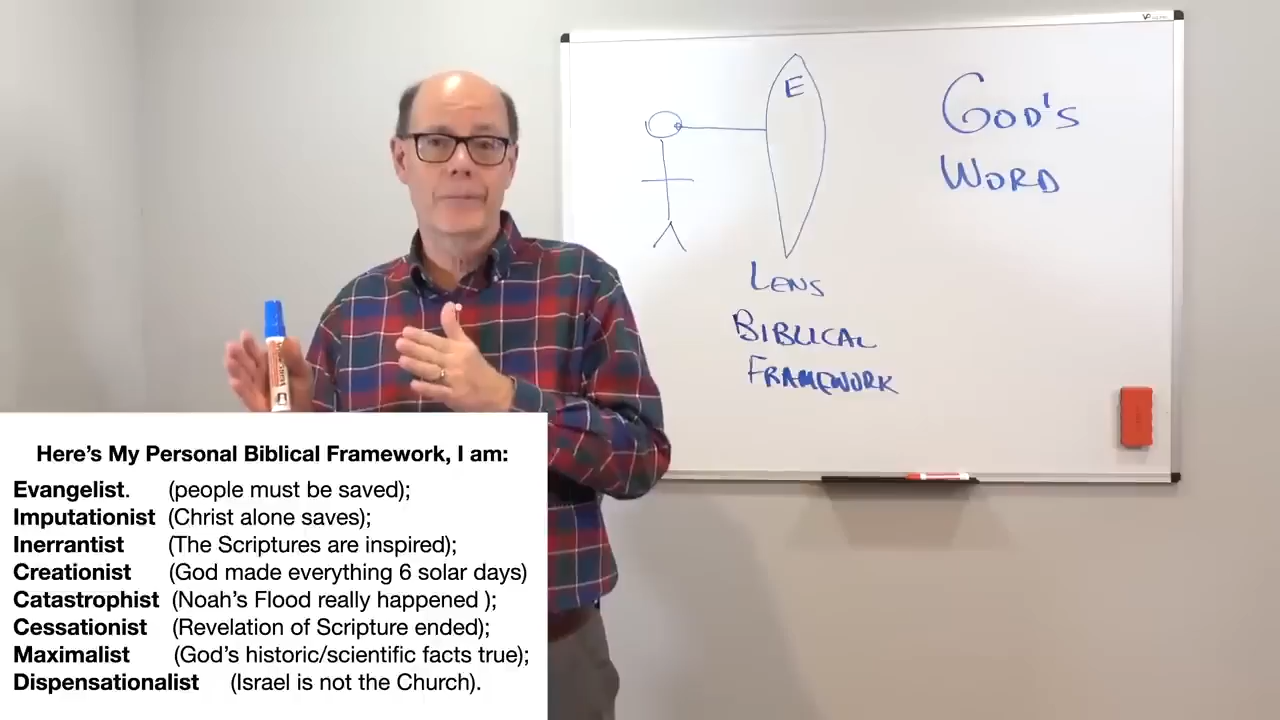 E
GOD'S
WORD
LENS
BIBLICAL
FRAMEWORK
Here's My Personal Biblical Framework, I am:
Evangelist. (people must be saved);
Imputationist (Christ alone saves);
Inerrantist (The Scriptures are inspired);
Creationist (God made everything 6 solar days)
Catastrophist (Noah's Flood really happened );
Cessationist (Revelation of Scripture ended);
Maximalist (God's historic/scientific facts true);
Dispensationalist (Israel is not the Church).